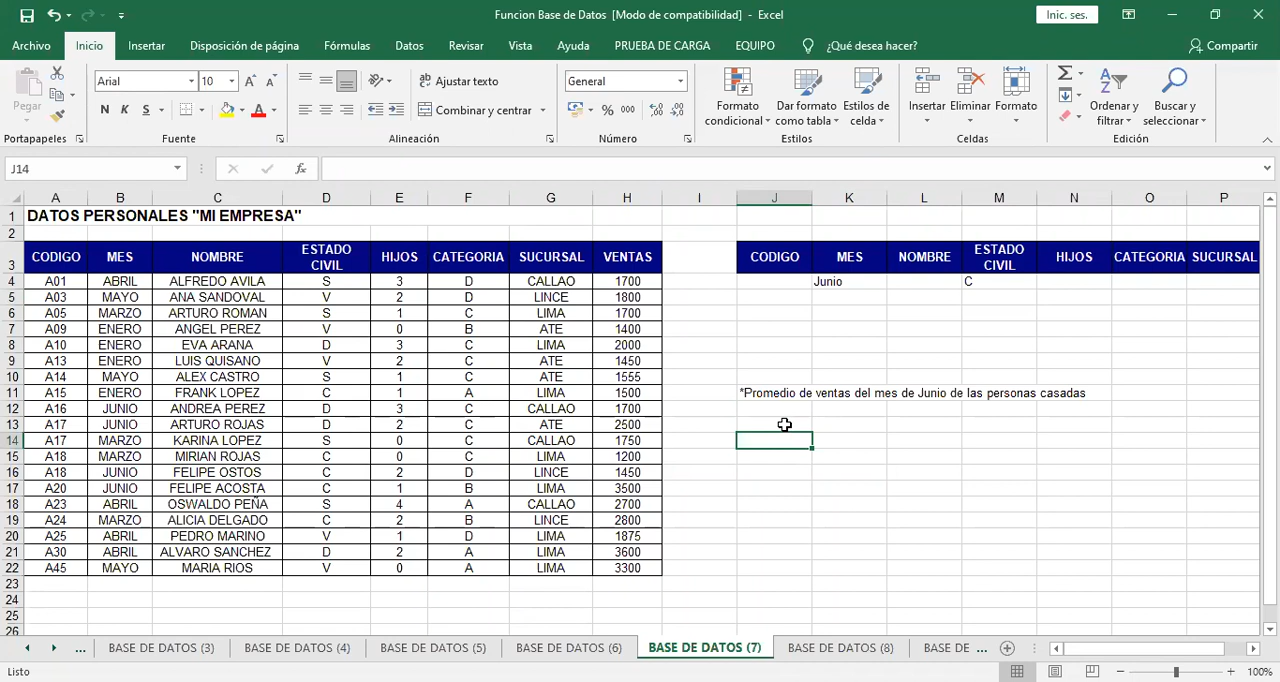 Funcion Base de Datos [Modo de compatibilidad] - Excel
Inic. ses.
Archivo Inicio Insertar Disposición de página Fórmulas Datos Revisar Vista Ayuda PRUEBA DE CARGA EQUIPO ¿Qué desea hacer? Compartir
Pegar
Arial 10
N K S
Ajustar texto
Combinar y centrar
General
% 000
Formato condicional
Dar formato como tabla
Estilos de celda
Insertar
Eliminar
Formato
Ordenar y filtrar
Buscar y seleccionar
Portapapeles Fuente Alineación Número Estilos Celdas Edición
J14
fx
A B C D E F G H I J K L M N O P
1 DATOS PERSONALES "MI EMPRESA"
2
3 CODIGO MES NOMBRE ESTADO CIVIL HIJOS CATEGORIA SUCURSAL VENTAS CODIGO MES NOMBRE ESTADO CIVIL HIJOS CATEGORIA SUCURSAL
4 A01 ABRIL ALFREDO AVILA S 3 D CALLAO 1700 Junio C
5 A03 MAYO ANA SANDOVAL V 2 D LINCE 1800
6 A05 MARZO ARTURO ROMAN S 1 C LIMA 1700
7 A09 ENERO ANGEL PEREZ V 0 B ATE 1400
8 A10 ENERO EVA ARANA D 3 C LIMA 2000
9 A13 ENERO LUIS QUISANO V 2 C ATE 1450
10 A14 MAYO ALEX CASTRO S 1 C ATE 1555
11 A15 ENERO FRANK LOPEZ C 1 A LIMA 1500 *Promedio de ventas del mes de Junio de las personas casadas
12 A16 JUNIO ANDREA PEREZ D 3 C CALLAO 1700
13 A17 JUNIO ARTURO ROJAS D 2 C ATE 2500
14 A17 MARZO KARINA LOPEZ S 0 C CALLAO 1750
15 A18 MARZO MIRIAN ROJAS C 0 C LIMA 1200
16 A18 JUNIO FELIPE OSTOS C 2 D LINCE 1450
17 A20 JUNIO FELIPE ACOSTA C 1 B LIMA 3500
18 A23 ABRIL OSWALDO PEÑA S 4 A CALLAO 2700
19 A24 MARZO ALICIA DELGADO C 2 B LINCE 2800
20 A25 ABRIL PEDRO MARINO V 1 D LIMA 1875
21 A30 ABRIL ALVARO SANCHEZ D 2 A LIMA 3600
22 A45 MAYO MARIA RIOS V 0 A LIMA 3300
23
24
25
26
... BASE DE DATOS (3) BASE DE DATOS (4) BASE DE DATOS (5) BASE DE DATOS (6) BASE DE DATOS (7) BASE DE DATOS (8) BASE DE ...
Listo 100%